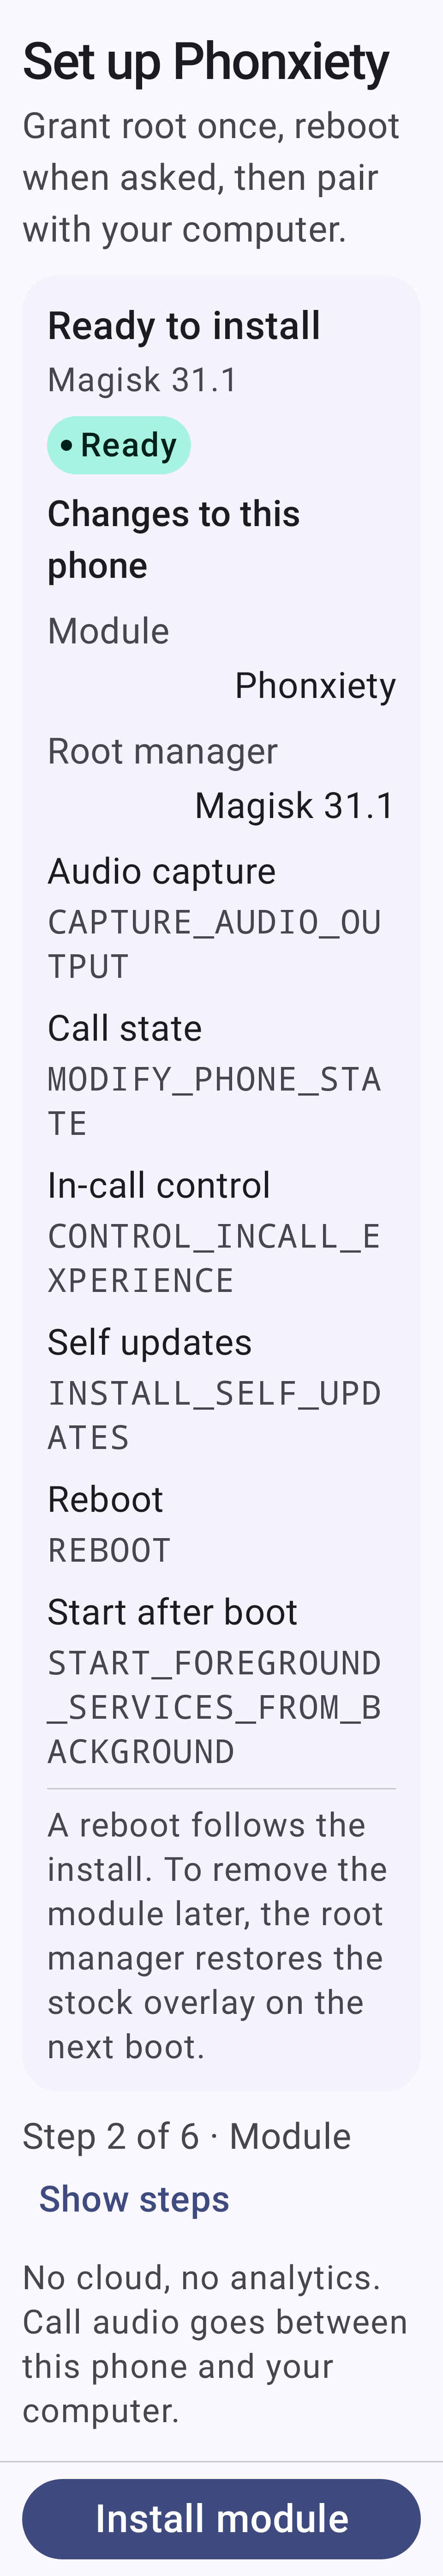 Set up Phonxiety
Grant root once, reboot
when asked, then pair
with your computer.
Ready to install
Magisk 31.1
• Ready
Changes to this
phone
Module
Phonxiety
Root manager
Magisk 31.1
Audio capture
CAPTURE_AUDIO_OU
TPUT
Call state
MODIFY_PHONE_STA
TE
In-call control
CONTROL_INCALL_E
XPERIENCE
Self updates
INSTALL_SELF_UPD
ATES
Reboot
REBOOT
Start after boot
START_FOREGROUND
_SERVICES_FROM_B
ACKGROUND
A reboot follows the
install. To remove the
module later, the root
manager restores the
stock overlay on the
next boot.
Step 2 of 6 · Module
Show steps
No cloud, no analytics.
Call audio goes between
this phone and your
computer.
Install module